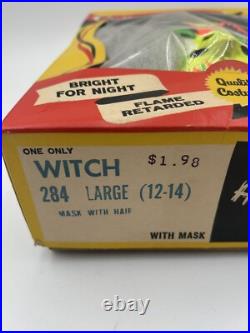 BRIGHT
FOR NIGHT
FLAME
RETARDED
ONE ONLY
WITCH $1.98
284 LARGE (12-14)
MASK WITH HAIR
WITH MASK